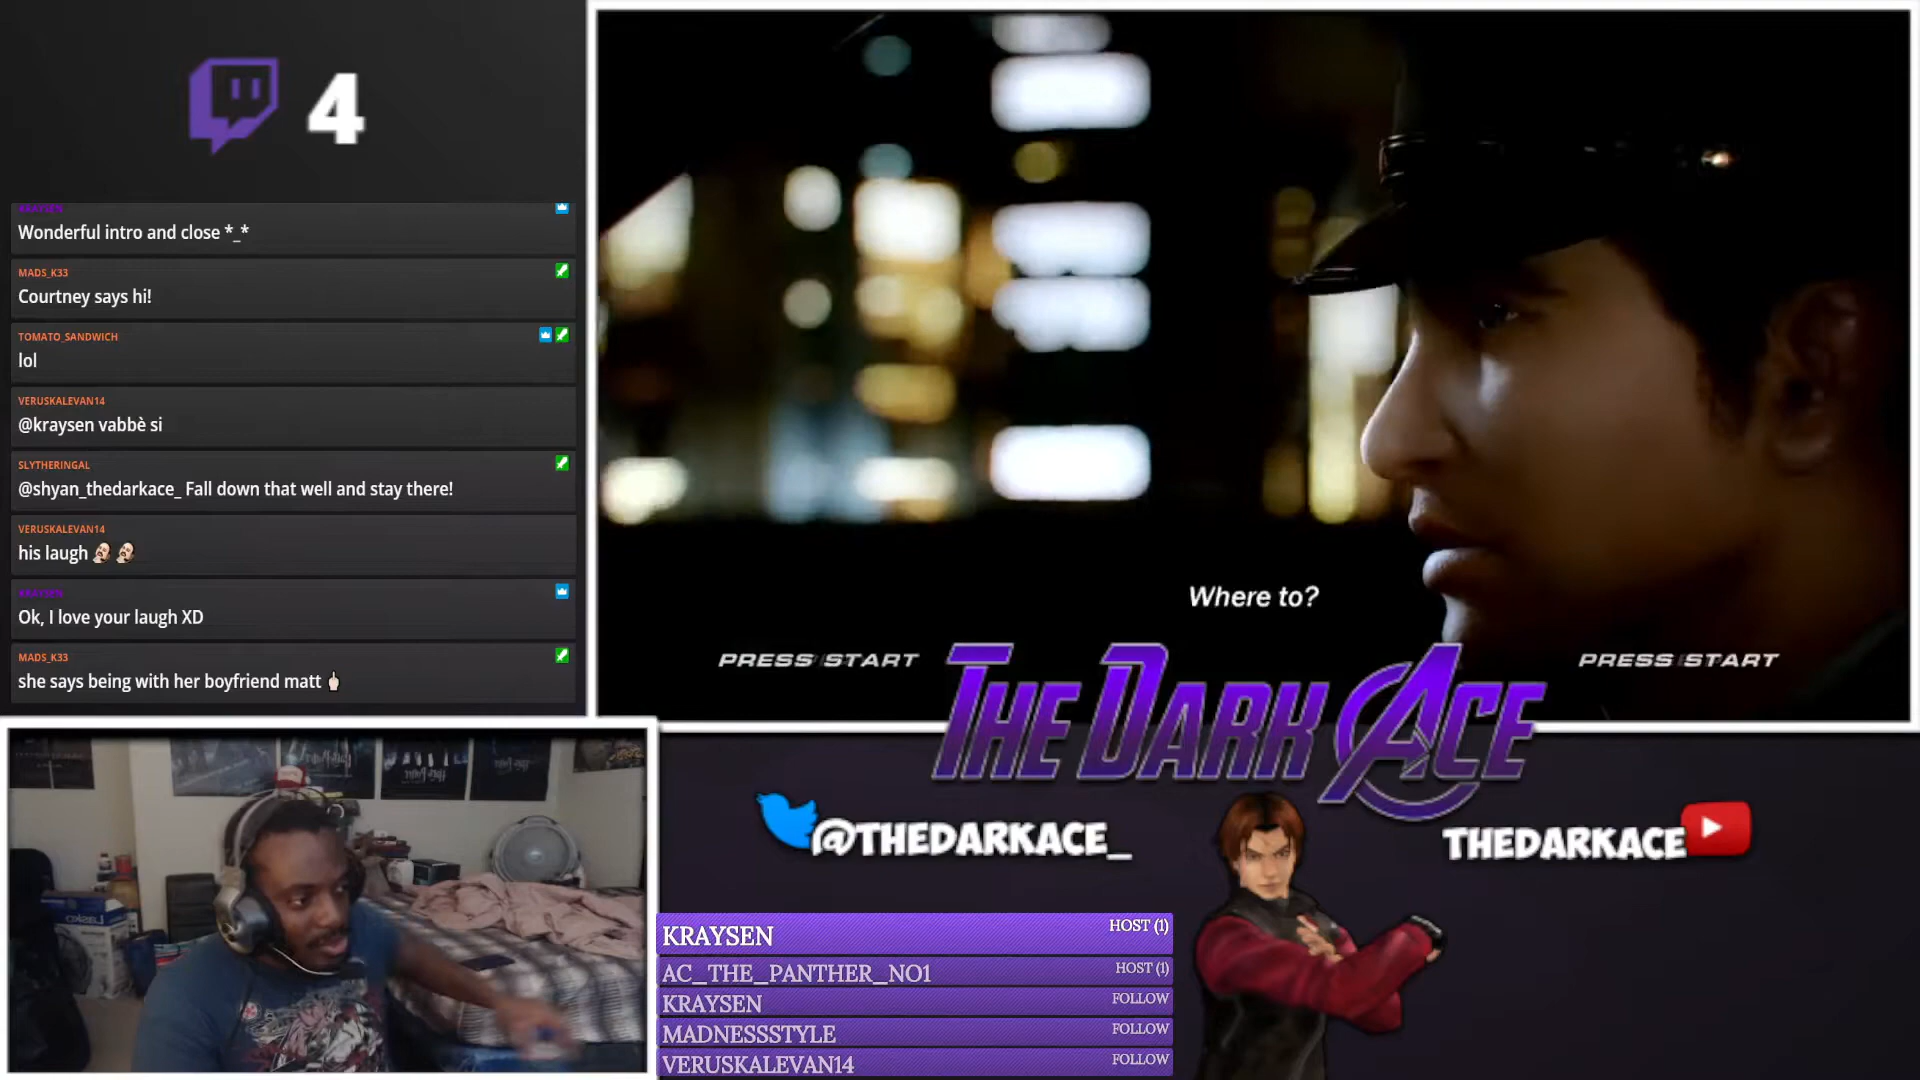 4
KRAYSEN
Wonderful intro and close *_*
MADS_K33
Courtney says hi!
TOMATO_SANDWICH
lol
VERUSKALEVAN14
@kraysen vabbè si
SLYTHERINGAL
@shyan_thedarkace_ Fall down that well and stay there!
VERUSKALEVAN14
his laugh
KRAYSEN
Ok, I love your laugh XD
MADS_K33
she says being with her boyfriend matt
Where to?
PRESS START
PRESS START
THE DARK ACE
@THEDARKACE_
THEDARKACE
KRAYSEN HOST (1)
AC_THE_PANTHER_NO1 HOST (1)
KRAYSEN FOLLOW
MADNESSSTYLE FOLLOW
VERUSKALEVAN14 FOLLOW